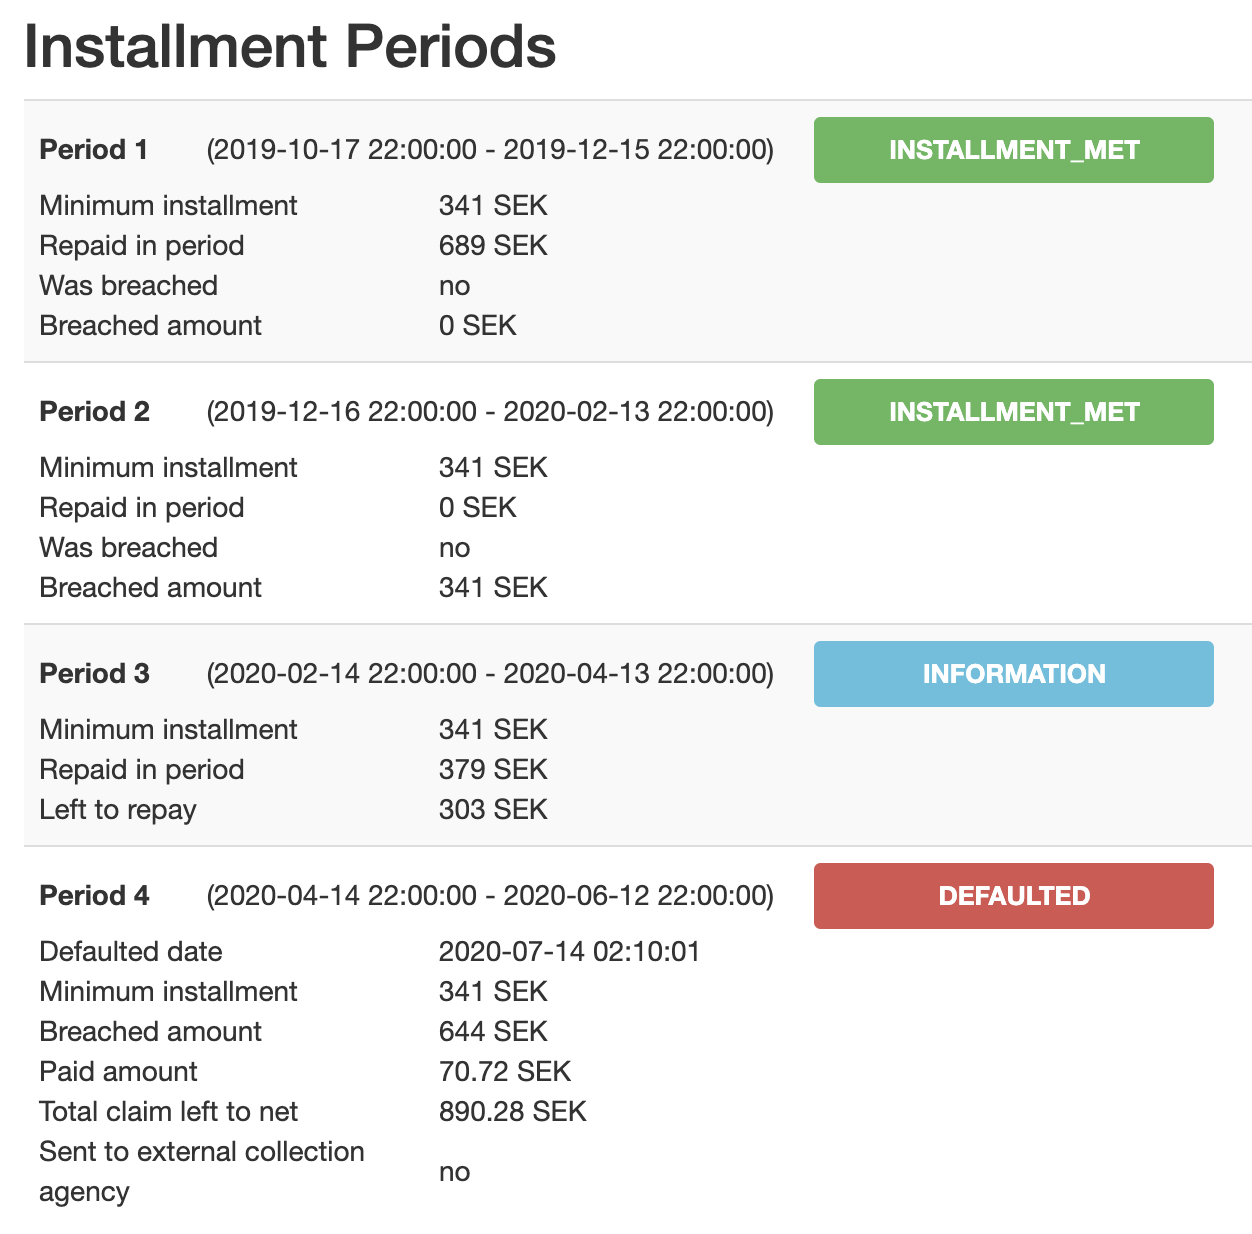 Installment Periods
Period 1 (2019-10-17 22:00:00 - 2019-12-15 22:00:00) INSTALLMENT_MET
Minimum installment 341 SEK
Repaid in period 689 SEK
Was breached no
Breached amount 0 SEK
Period 2 (2019-12-16 22:00:00 - 2020-02-13 22:00:00) INSTALLMENT_MET
Minimum installment 341 SEK
Repaid in period 0 SEK
Was breached no
Breached amount 341 SEK
Period 3 (2020-02-14 22:00:00 - 2020-04-13 22:00:00) INFORMATION
Minimum installment 341 SEK
Repaid in period 379 SEK
Left to repay 303 SEK
Period 4 (2020-04-14 22:00:00 - 2020-06-12 22:00:00) DEFAULTED
Defaulted date 2020-07-14 02:10:01
Minimum installment 341 SEK
Breached amount 644 SEK
Paid amount 70.72 SEK
Total claim left to net 890.28 SEK
Sent to external collection
agency no